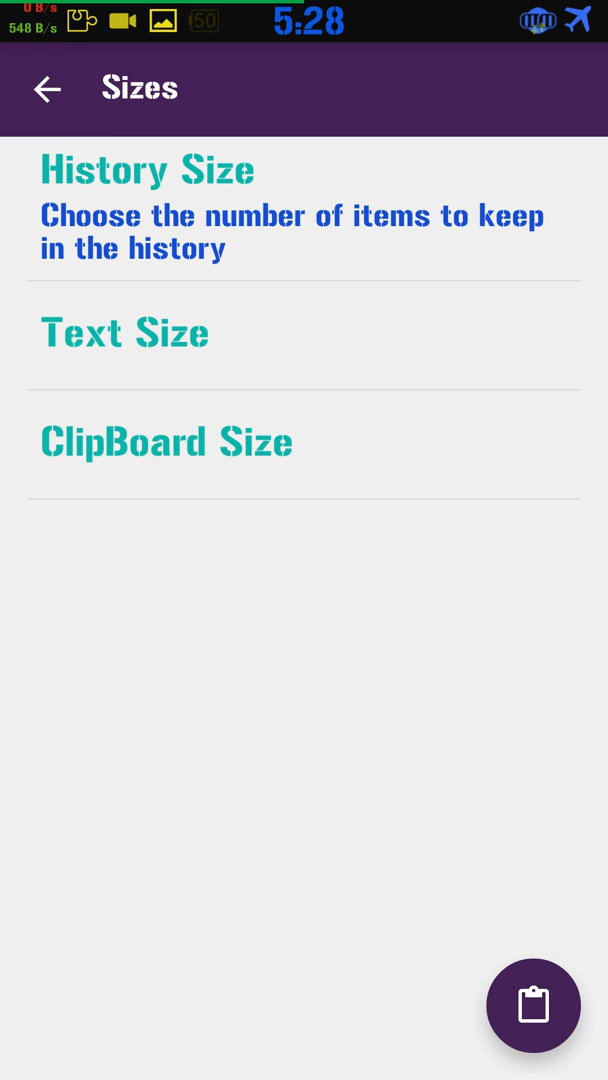 0 B/s
548 B/s
50
5:28
Sizes
History Size
Choose the number of items to keep
in the history
Text Size
ClipBoard Size